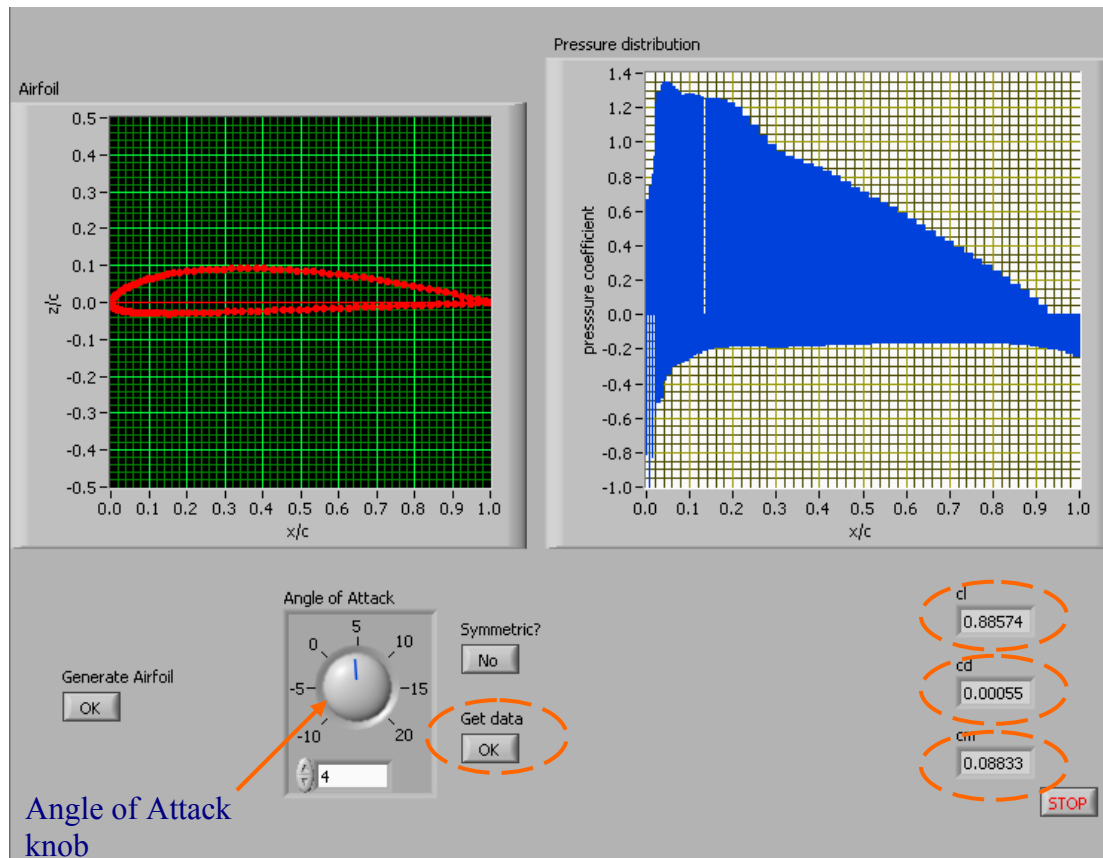 Pressure distribution
Airfoil
0.5
0.4
0.3
0.2
0.1
0.0
-0.1
-0.2
-0.3
-0.4
-0.5
z/c
0.0 0.1 0.2 0.3 0.4 0.5 0.6 0.7 0.8 0.9 1.0
x/c
1.4
1.2
1.0
0.8
0.6
0.4
0.2
0.0
-0.2
-0.4
-0.6
-0.8
-1.0
presssure coefficient
0.0 0.1 0.2 0.3 0.4 0.5 0.6 0.7 0.8 0.9 1.0
x/c
Generate Airfoil
OK
Angle of Attack
-10
-5
0
5
10
-15
20
4
Symmetric?
No
Get data
OK
cl
0.88574
cd
0.00055
cm
0.08833
STOP
Angle of Attack
knob